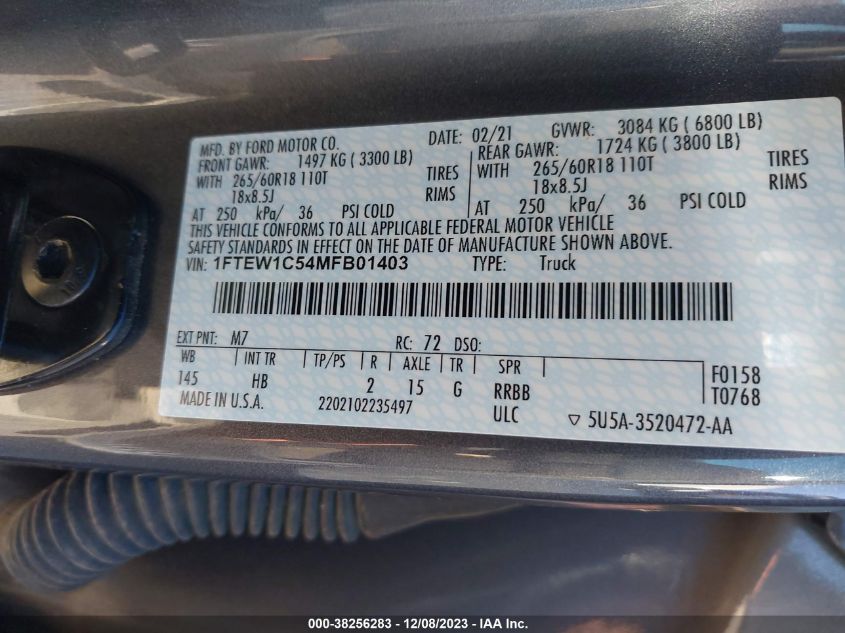 MFD. BY FORD MOTOR CO. DATE: 02/21 GVWR: 3084 KG ( 6800 LB)
FRONT GAWR: 1497 KG ( 3300 LB) REAR GAWR: 1724 KG ( 3800 LB)
WITH 265/60R18 110T TIRES WITH 265/60R18 110T TIRES
18x8.5J RIMS 18x8.5J RIMS
AT 250 kPa/ 36 PSI COLD AT 250 kPa/ 36 PSI COLD
THIS VEHICLE CONFORMS TO ALL APPLICABLE FEDERAL MOTOR VEHICLE
SAFETY STANDARDS IN EFFECT ON THE DATE OF MANUFACTURE SHOWN ABOVE.
VIN: 1FTEW1C54MFB01403 TYPE: Truck
EXT PNT: M7 RC: 72 DSO:
WB INT TR TP/PS R AXLE TR SPR F0158
145 HB 2 15 G RRBB T0768
MADE IN U.S.A. 2202102235497 ULC ▽ 5U5A-3520472-AA
000-38256283 - 12/08/2023 - IAA Inc.